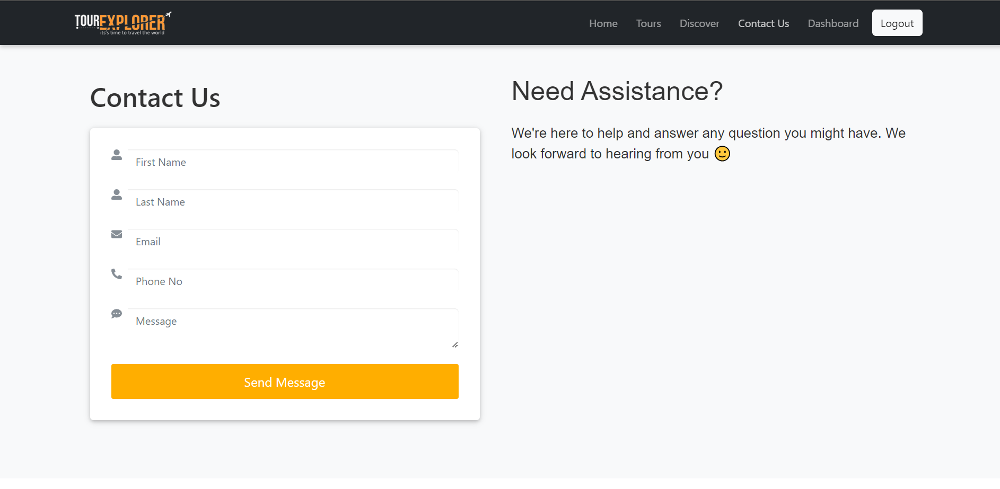 TOUREXPLORER
its's time to travel the world
Home
Tours
Discover
Contact Us
Dashboard
Logout
Contact Us
First Name
Last Name
Email
Phone No
Message
Send Message
Need Assistance?
We're here to help and answer any question you might have. We
look forward to hearing from you 🙂